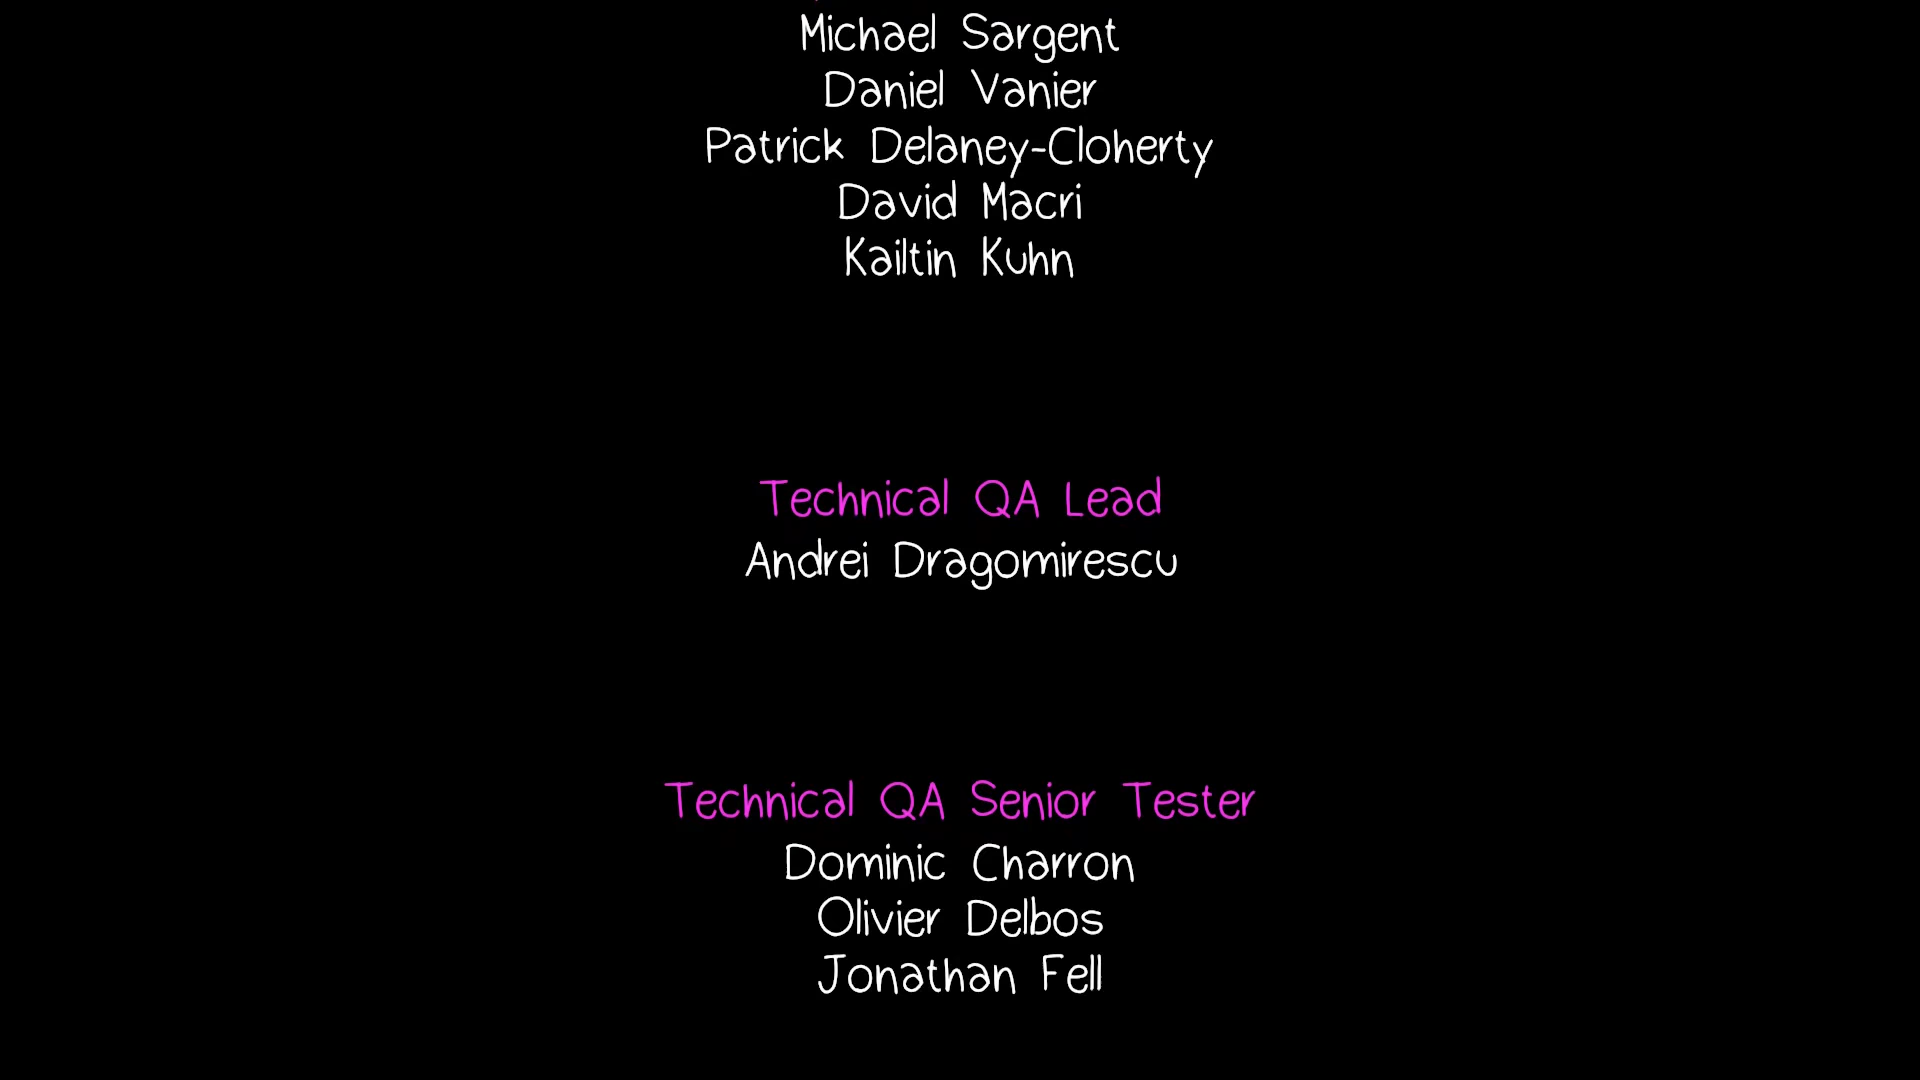 Michael Sargent
Daniel Vanier
Patrick Delaney-Cloherty
David Macri
Kailtin Kuhn
Technical QA Lead
Andrei Dragomirescu
Technical QA Senior Tester
Dominic Charron
Olivier Delbos
Jonathan Fell